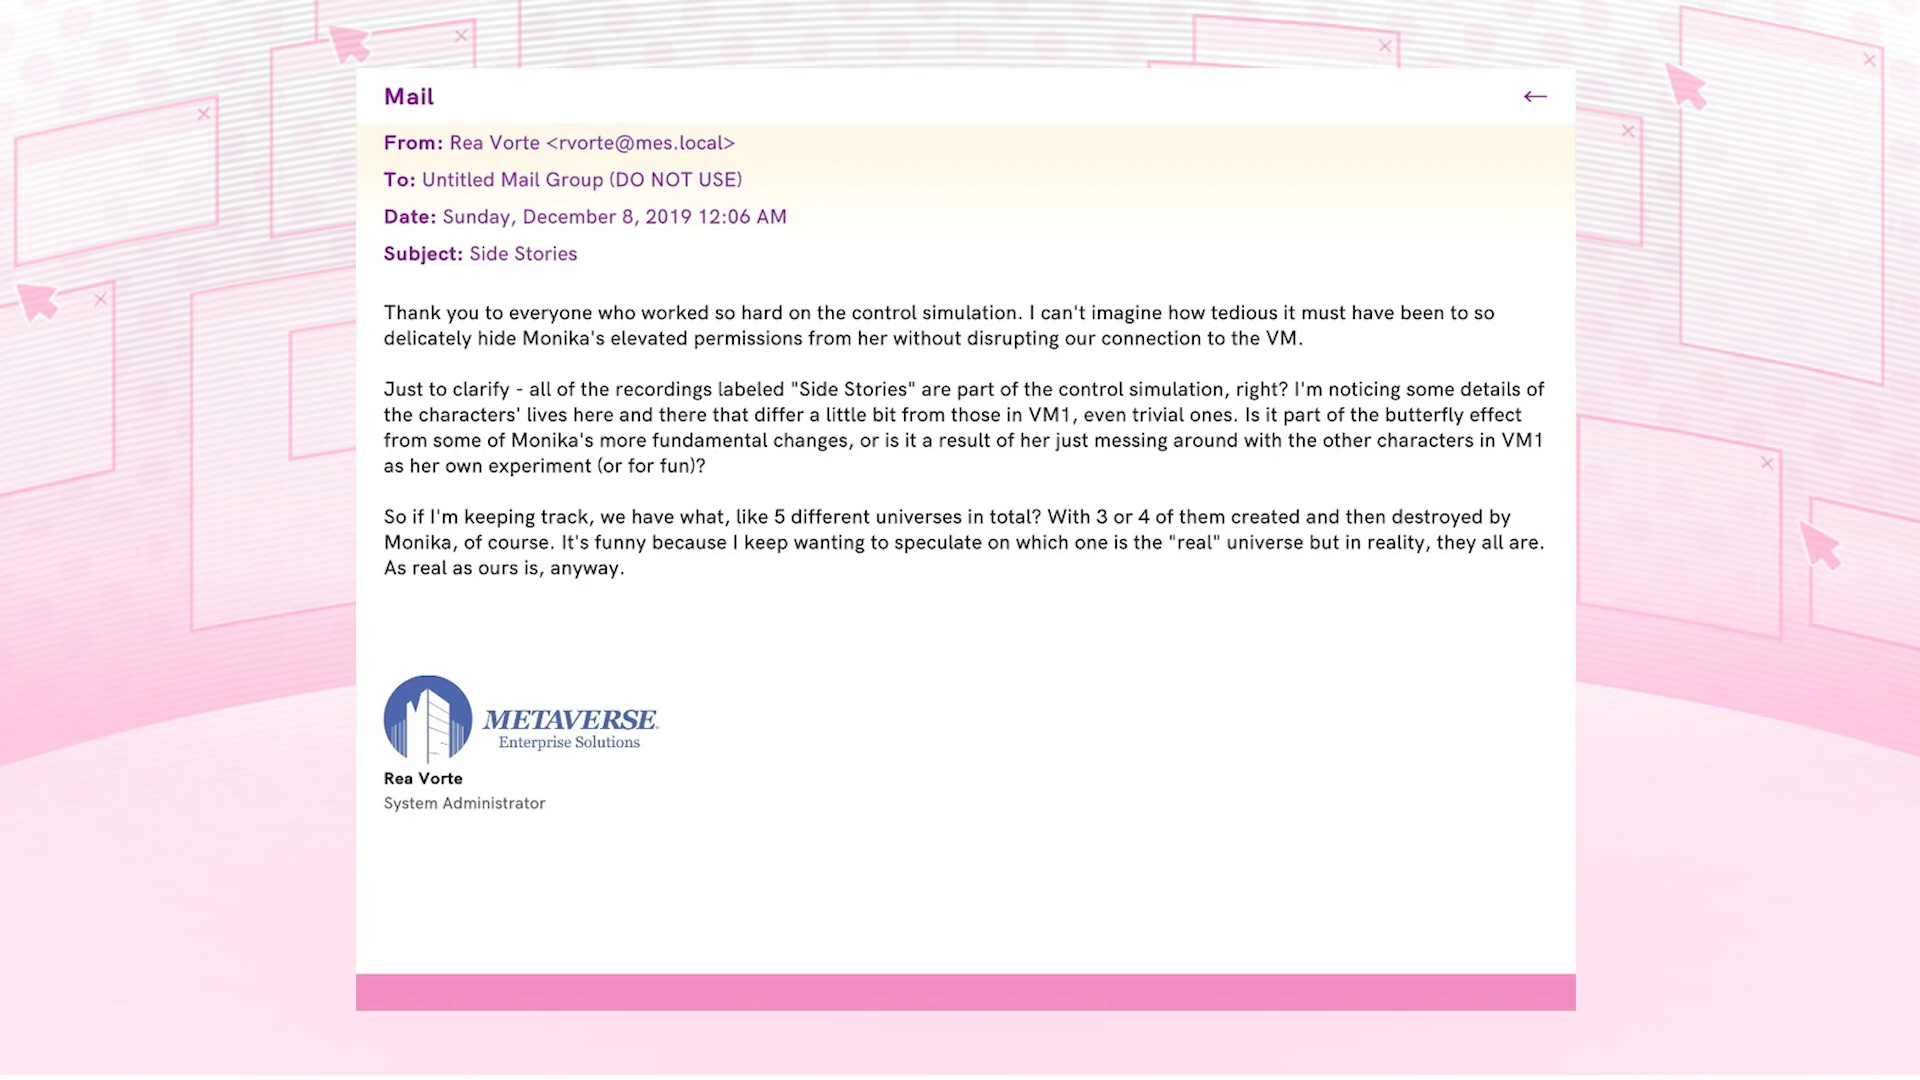 Mail
From: Rea Vorte <rvorte@mes.local>
To: Untitled Mail Group (DO NOT USE)
Date: Sunday, December 8, 2019 12:06 AM
Subject: Side Stories
Thank you to everyone who worked so hard on the control simulation. I can't imagine how tedious it must have been to so
delicately hide Monika's elevated permissions from her without disrupting our connection to the VM.
Just to clarify - all of the recordings labeled "Side Stories" are part of the control simulation, right? I'm noticing some details of
the characters' lives here and there that differ a little bit from those in VM1, even trivial ones. Is it part of the butterfly effect
from some of Monika's more fundamental changes, or is it a result of her just messing around with the other characters in VM1
as her own experiment (or for fun)?
So if I'm keeping track, we have what, like 5 different universes in total? With 3 or 4 of them created and then destroyed by
Monika, of course. It's funny because I keep wanting to speculate on which one is the "real" universe but in reality, they all are.
As real as ours is, anyway.
METAVERSE
Enterprise Solutions
Rea Vorte
System Administrator